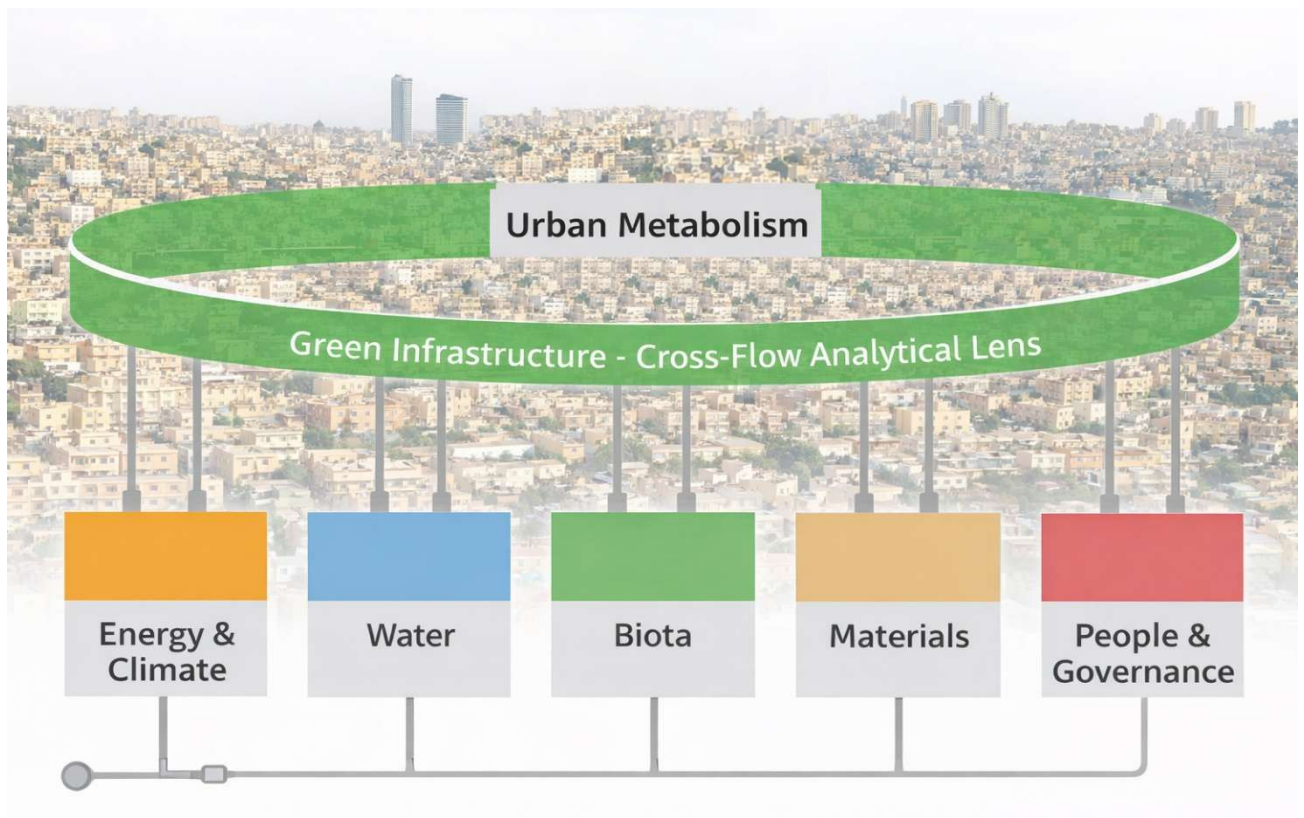 Urban Metabolism
Green Infrastructure - Cross-Flow Analytical Lens
Energy &
Climate
Water
Biota
Materials
People &
Governance